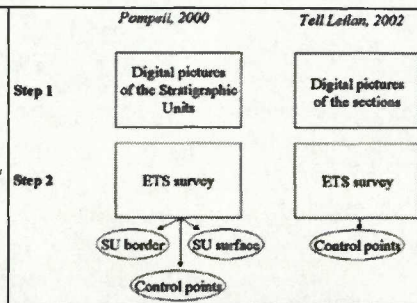 Pompeii, 2000
Tell Leilan, 2002
Step 1
Digital pictures
of the Stratigraphic
Units
Digital pictures
of the sections
Step 2
ETS survey
ETS survey
SU border
SU surface
Control points
Control points